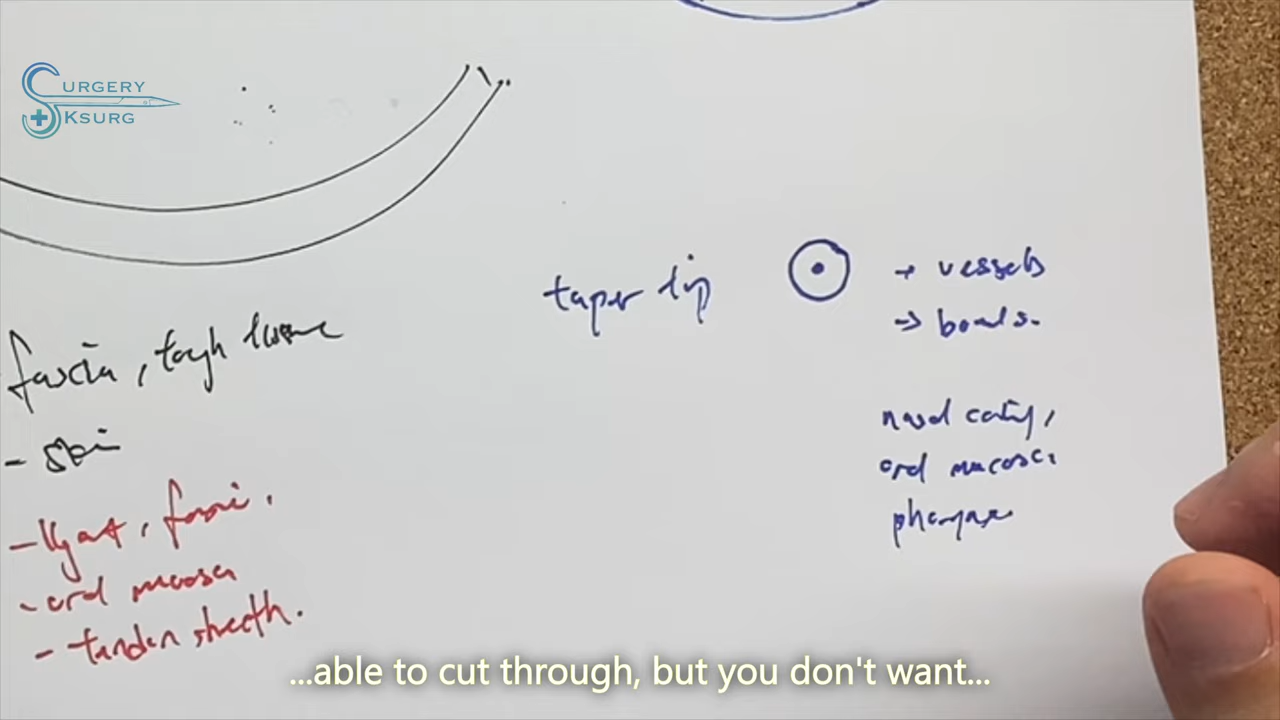 SURGERY
SKSURG
taper tip
→ vessels
→ bowels.
nasal cavity,
oral mucosa,
pharynx
fascia, tough tissue
- skin
- ligament, fascia.
- oral mucosa
- tendon sheath.
...able to cut through, but you don't want...